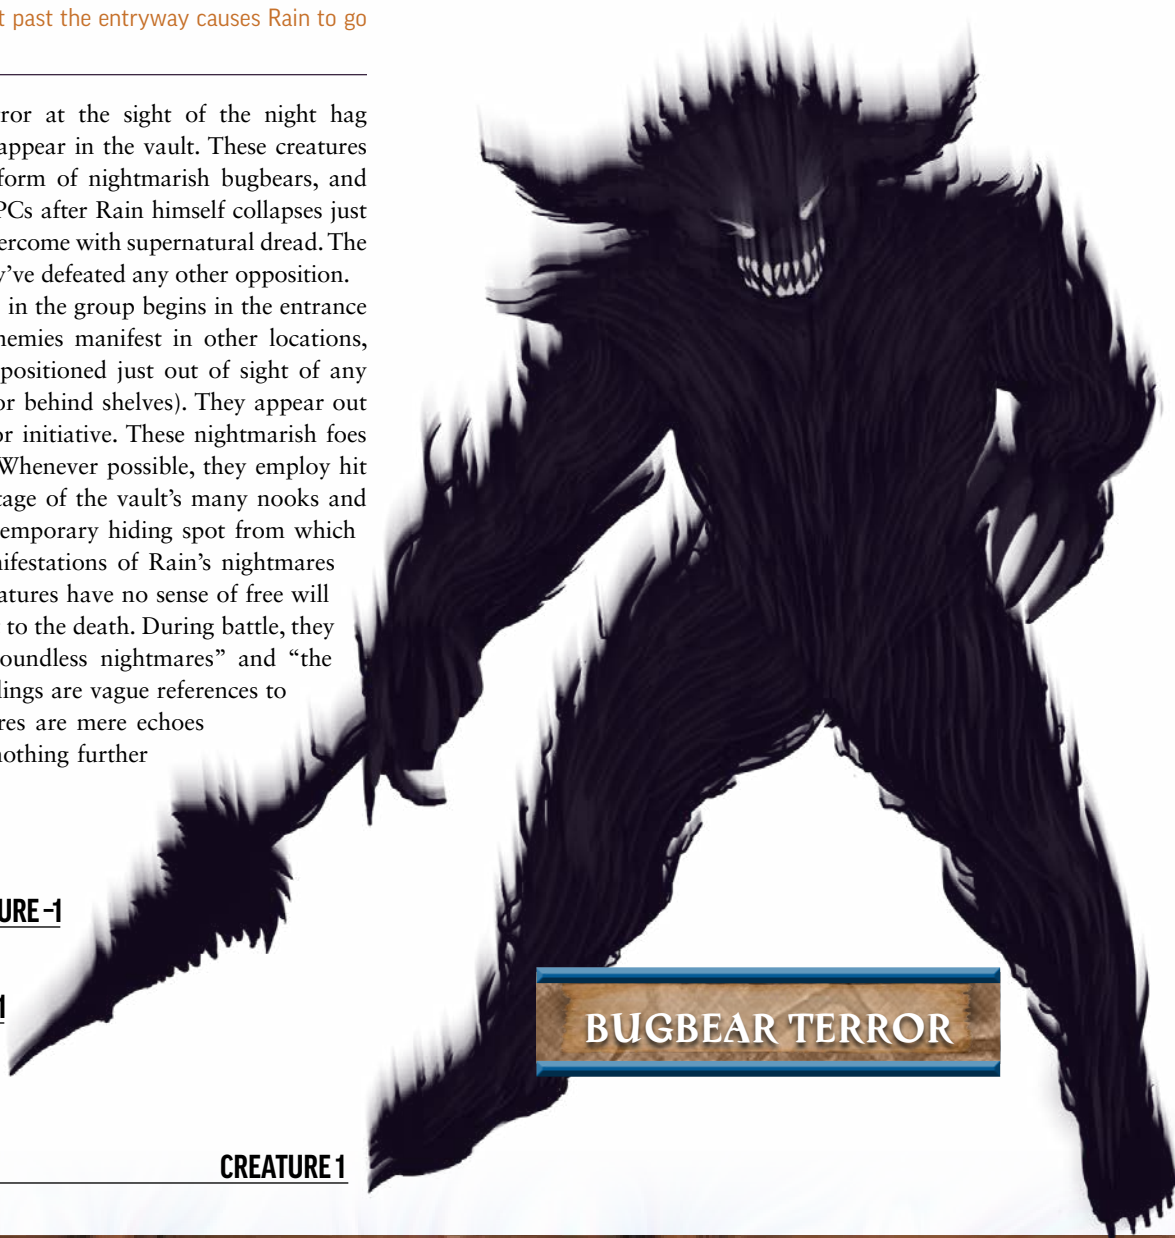 t past the entryway causes Rain to go
ror at the sight of the night hag
appear in the vault. These creatures
form of nightmarish bugbears, and
PCs after Rain himself collapses just
ercome with supernatural dread. The
y’ve defeated any other opposition.
in the group begins in the entrance
nemies manifest in other locations,
positioned just out of sight of any
or behind shelves). They appear out
or initiative. These nightmarish foes
Whenever possible, they employ hit
tage of the vault’s many nooks and
temporary hiding spot from which
nifestations of Rain’s nightmares
atures have no sense of free will
to the death. During battle, they
oundless nightmares” and “the
lings are vague references to
res are mere echoes
nothing further
URE –1
1
BUGBEAR TERROR
CREATURE 1